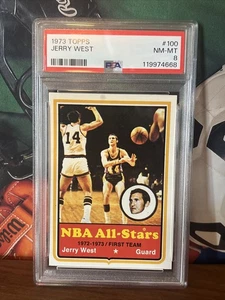 1973 TOPPS #100
JERRY WEST NM-MT
PSA 8
119974668
14
44
NBA All-Stars
1972-1973 / FIRST TEAM
Jerry West ★ Guard